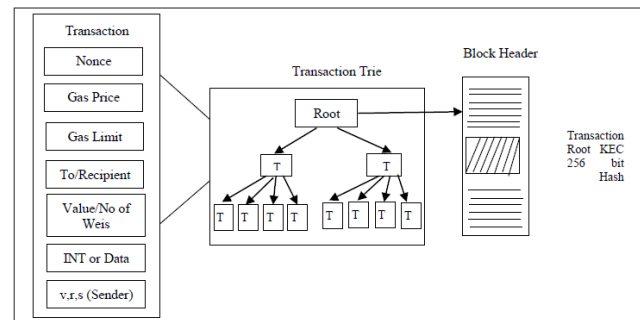 Transaction
Nonce
Gas Price
Gas Limit
To/Recipient
Value/No of
Weis
INT or Data
v,r,s (Sender)
Transaction Trie
Root
T
T
T
T
T
T
T
T
T
T
Block Header
Transaction
Root KEC
256 bit
Hash